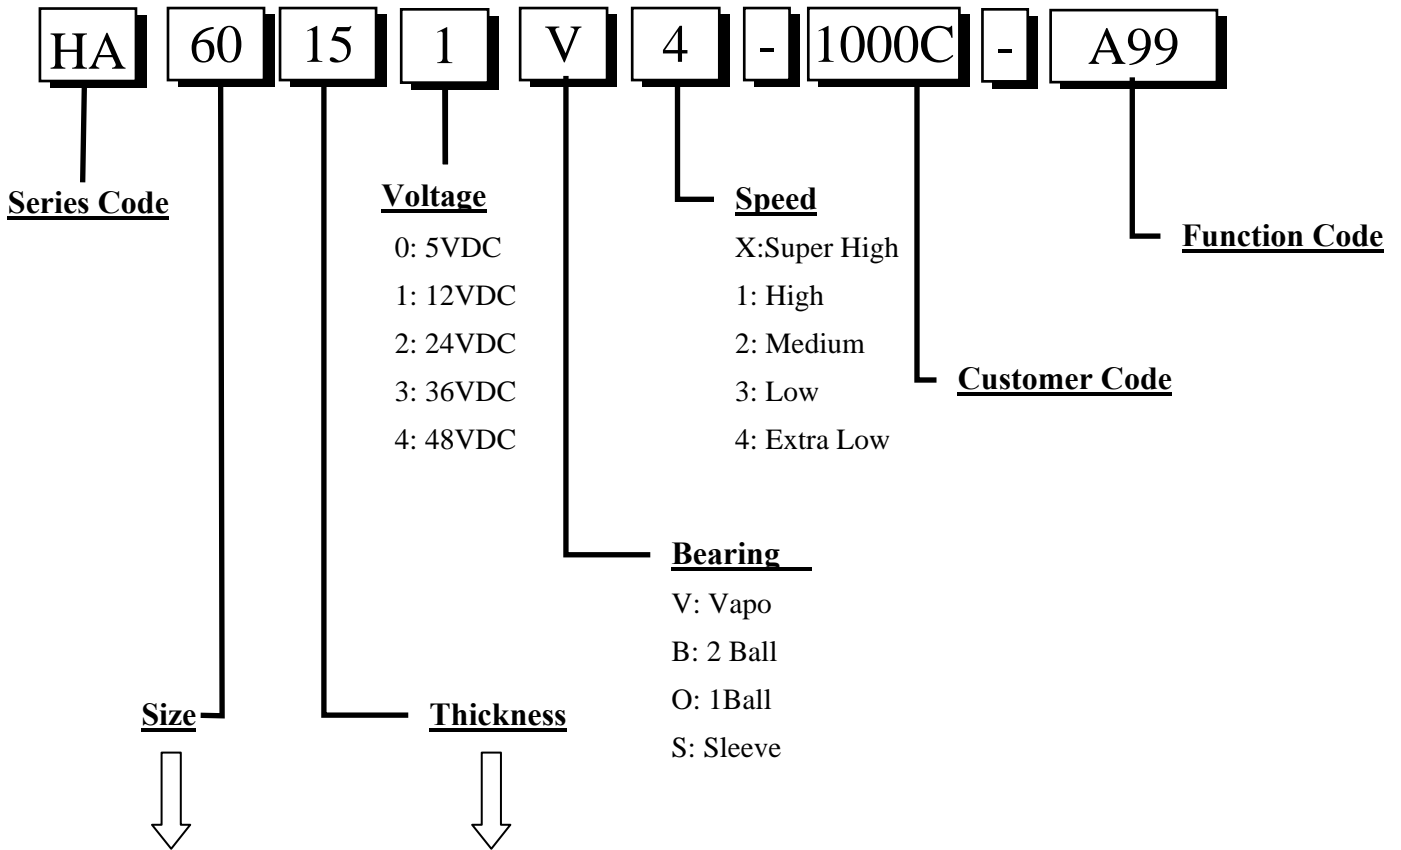 HA 60 15 1 V 4 - 1000C - A99
Series Code
Voltage
0: 5VDC
1: 12VDC
2: 24VDC
3: 36VDC
4: 48VDC
Speed
X:Super High
1: High
2: Medium
3: Low
4: Extra Low
Function Code
Customer Code
Bearing
V: Vapo
B: 2 Ball
O: 1Ball
S: Sleeve
Size
Thickness